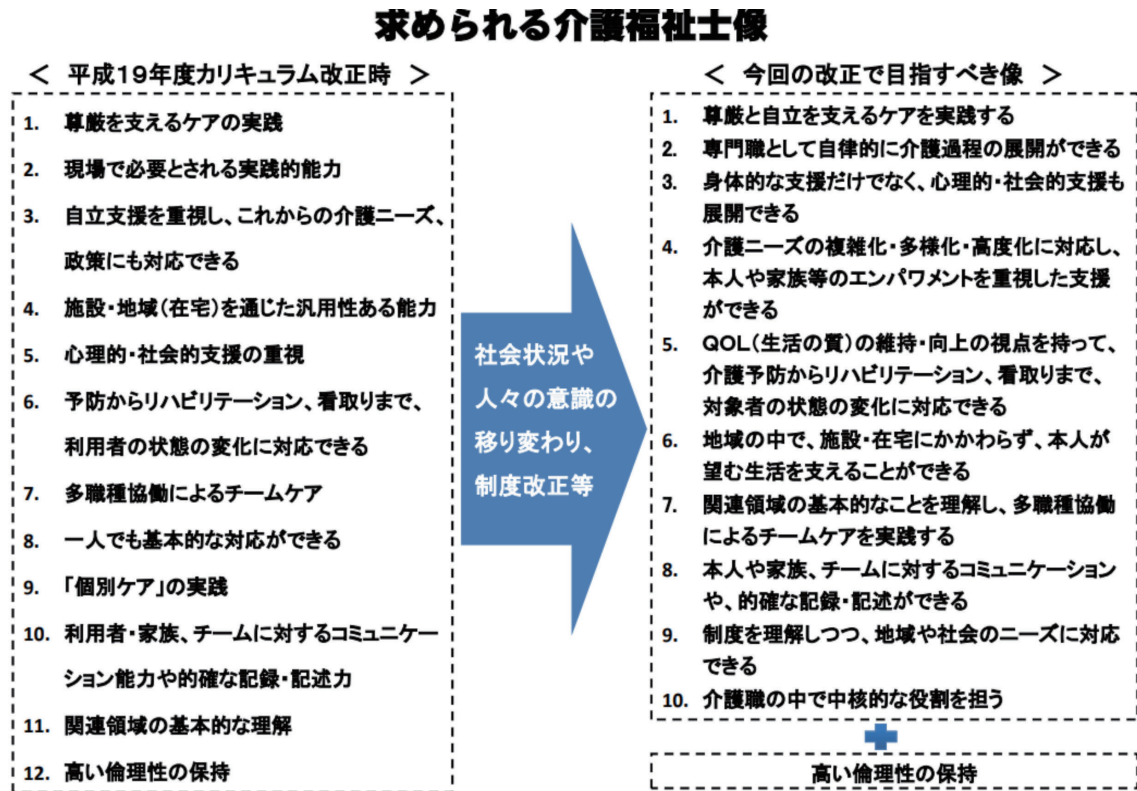 求められる介護福祉士像
＜ 平成19年度カリキュラム改正時 ＞
1. 尊厳を支えるケアの実践
2. 現場で必要とされる実践的能力
3. 自立支援を重視し、これからの介護ニーズ、
政策にも対応できる
4. 施設・地域(在宅)を通じた汎用性ある能力
5. 心理的・社会的支援の重視
6. 予防からリハビリテーション、看取りまで、
利用者の状態の変化に対応できる
7. 多職種協働によるチームケア
8. 一人でも基本的な対応ができる
9. 「個別ケア」の実践
10. 利用者・家族、チームに対するコミュニケー
ション能力や的確な記録・記述力
11. 関連領域の基本的な理解
12. 高い倫理性の保持
社会状況や
人々の意識の
移り変わり、
制度改正等
＜ 今回の改正で目指すべき像 ＞
1. 尊厳と自立を支えるケアを実践する
2. 専門職として自律的に介護過程の展開ができる
3. 身体的な支援だけでなく、心理的・社会的支援も
展開できる
4. 介護ニーズの複雑化・多様化・高度化に対応し、
本人や家族等のエンパワメントを重視した支援
ができる
5. QOL(生活の質)の維持・向上の視点を持って、
介護予防からリハビリテーション、看取りまで、
対象者の状態の変化に対応できる
6. 地域の中で、施設・在宅にかかわらず、本人が
望む生活を支えることができる
7. 関連領域の基本的なことを理解し、多職種協働
によるチームケアを実践する
8. 本人や家族、チームに対するコミュニケーション
や、的確な記録・記述ができる
9. 制度を理解しつつ、地域や社会のニーズに対応
できる
10. 介護職の中で中核的な役割を担う
高い倫理性の保持